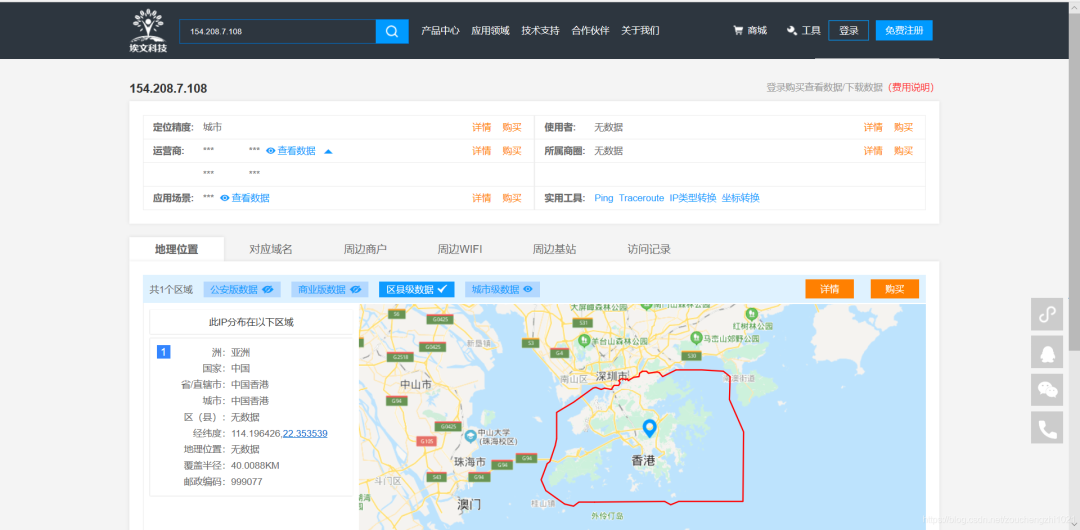 埃文科技
154.208.7.108
产品中心 应用领域 技术支持 合作伙伴 关于我们
商城 工具 登录 免费注册
154.208.7.108
登录购买查看数据/下载数据 (费用说明)
定位精度: 城市 详情 购买 使用者: 无数据 详情 购买
运营商: *** *** 查看数据 详情 购买 所属商圈: 无数据 详情 购买
*** ***
应用场景: *** 查看数据 详情 购买 实用工具: Ping Traceroute IP类型转换 坐标转换
地理位置 对应域名 周边商户 周边WIFI 周边基站 访问记录
共1个区域 公安版数据 商业版数据 区县级数据 城市级数据 详情 购买
此IP分布在以下区域
1
洲: 亚洲
国家: 中国
省/直辖市: 中国香港
城市: 中国香港
区（县）: 无数据
经纬度: 114.196426,22.353539
地理位置: 无数据
覆盖半径: 40.0088KM
邮政编码: 999077
大屏嶂森林公园
S6
G0425
S31
红树林公园
新垦镇
S3
羊台山森林公园
马峦山郊野公园
G2518
G0425
G4
S30
中山市
南山区
深圳市
南澳街道
G94
G0425
中山大学
(珠海校区)
G105
珠海市
G94
G94
香港
斗门区
S43
G94
澳门
桂山镇
外伶仃岛